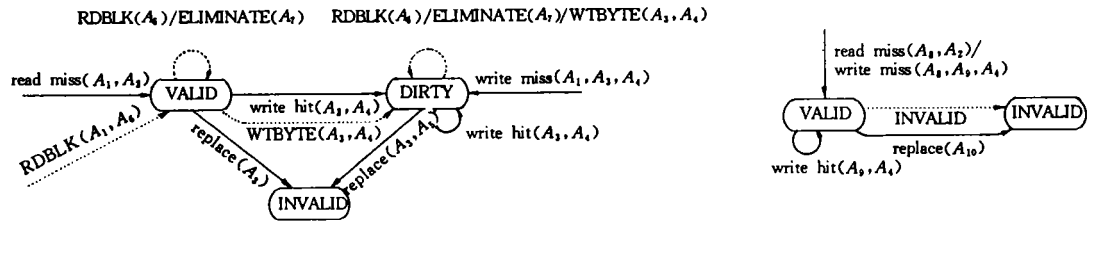 RDBLK(A₆)/ELIMINATE(A₇)
RDBLK(A₆)/ELIMINATE(A₇)/WTBYTE(A₃,A₄)
read miss(A₁,A₂)
VALID
DIRTY
write miss(A₁,A₃,A₄)
write hit(A₃,A₄)
WTBYTE(A₃,A₄)
write hit(A₃,A₄)
RDBLK(A₁,A₆)
replace(A₅)
replace(A₃,A₅)
INVALID
read miss(A₈,A₂)/
write miss(A₈,A₉,A₄)
VALID
INVALID
INVALID
replace(A₁₀)
write hit(A₉,A₄)